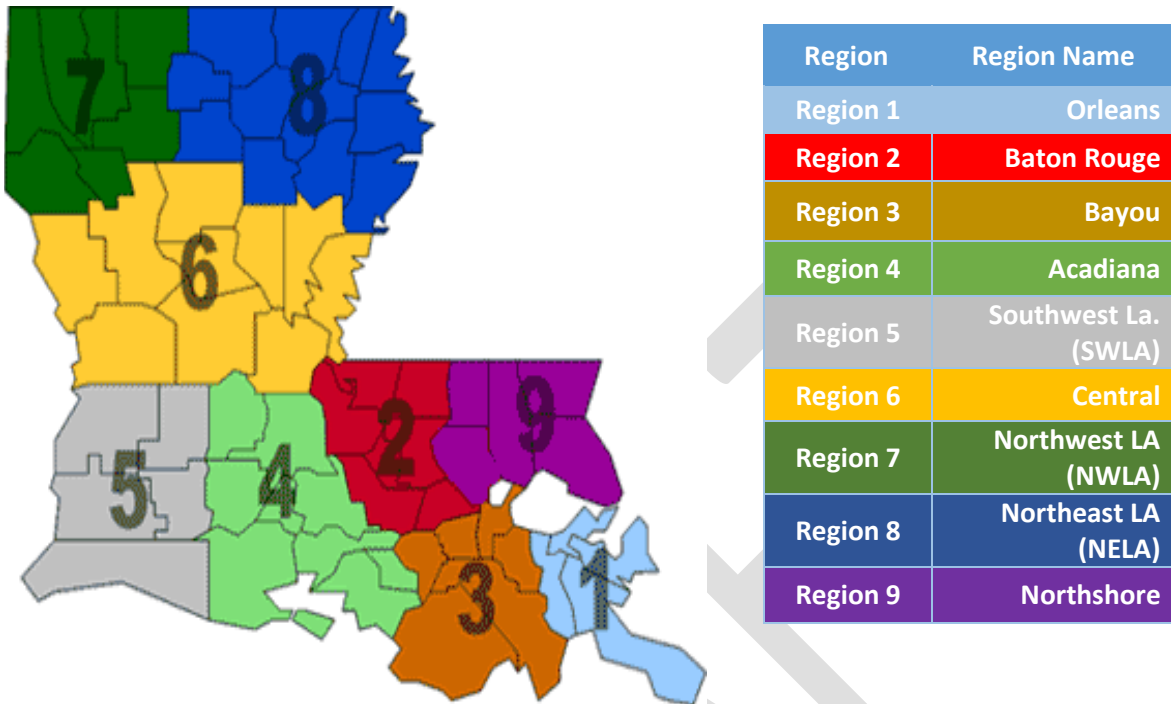 7
8
6
2
9
5
4
3
1
Region Region Name
Region 1 Orleans
Region 2 Baton Rouge
Region 3 Bayou
Region 4 Acadiana
Region 5 Southwest La.
(SWLA)
Region 6 Central
Region 7 Northwest LA
(NWLA)
Region 8 Northeast LA
(NELA)
Region 9 Northshore